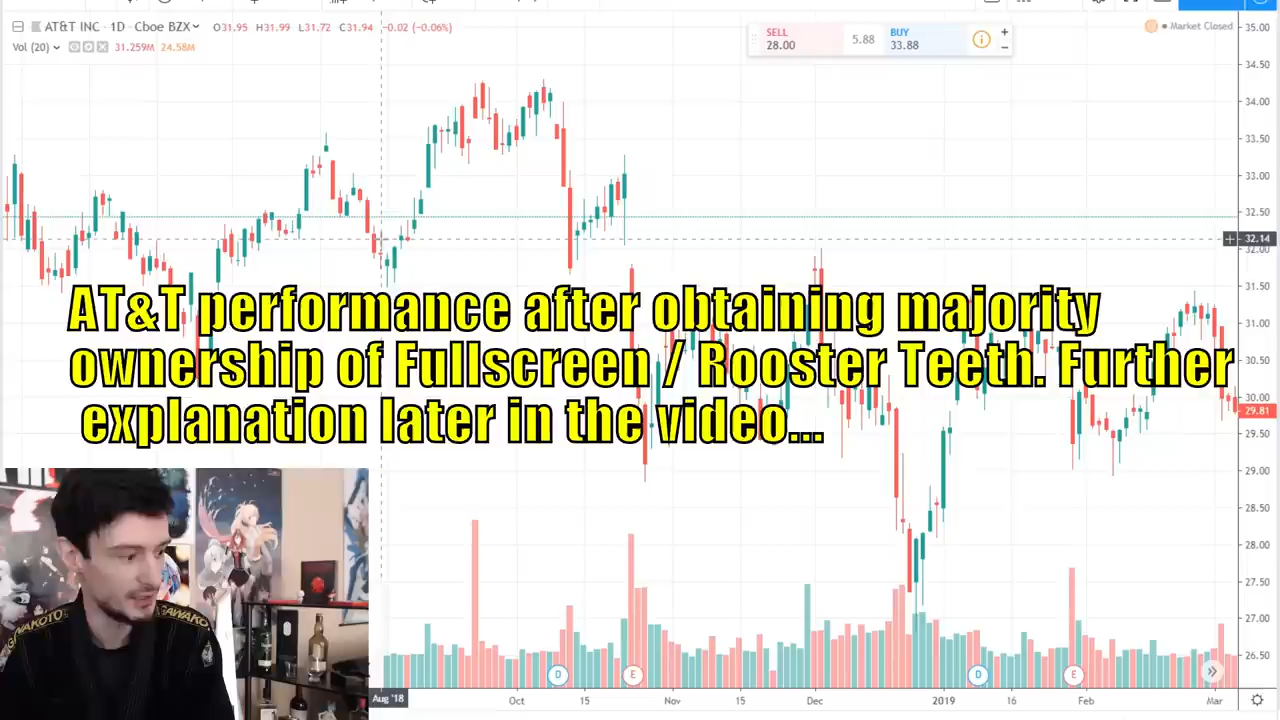 AT&T INC · 1D · Cboe BZX O31.95 H31.99 L31.72 C31.94 -0.02 (-0.06%)
Vol (20) 31.259M 24.58M
SELL
28.00
5.88
BUY
33.88
Market Closed
35.00
34.50
34.00
33.50
33.00
32.50
32.14
32.00
31.50
31.00
30.50
30.00
29.81
29.50
29.00
28.50
28.00
27.50
27.00
26.50
AT&T performance after obtaining majority
ownership of Fullscreen / Rooster Teeth. Further
explanation later in the video...
D
E
D
E
Aug '18
Oct
15
Nov
15
Dec
2019
16
Feb
Mar